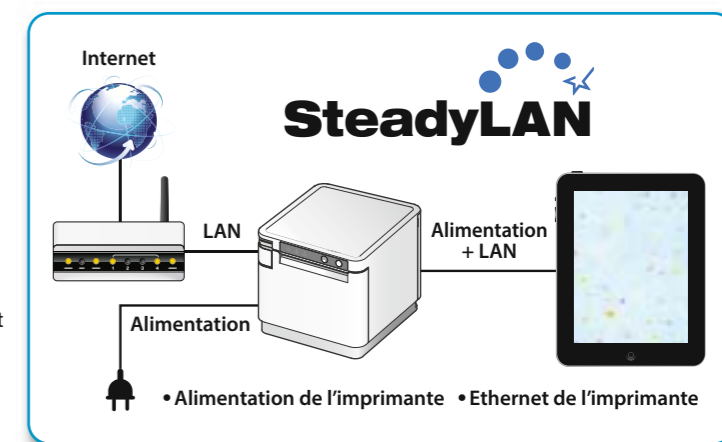 Internet
SteadyLAN
LAN
Alimentation
+ LAN
Alimentation
t
•Alimentation de l'imprimante •Ethernet de l'imprimante